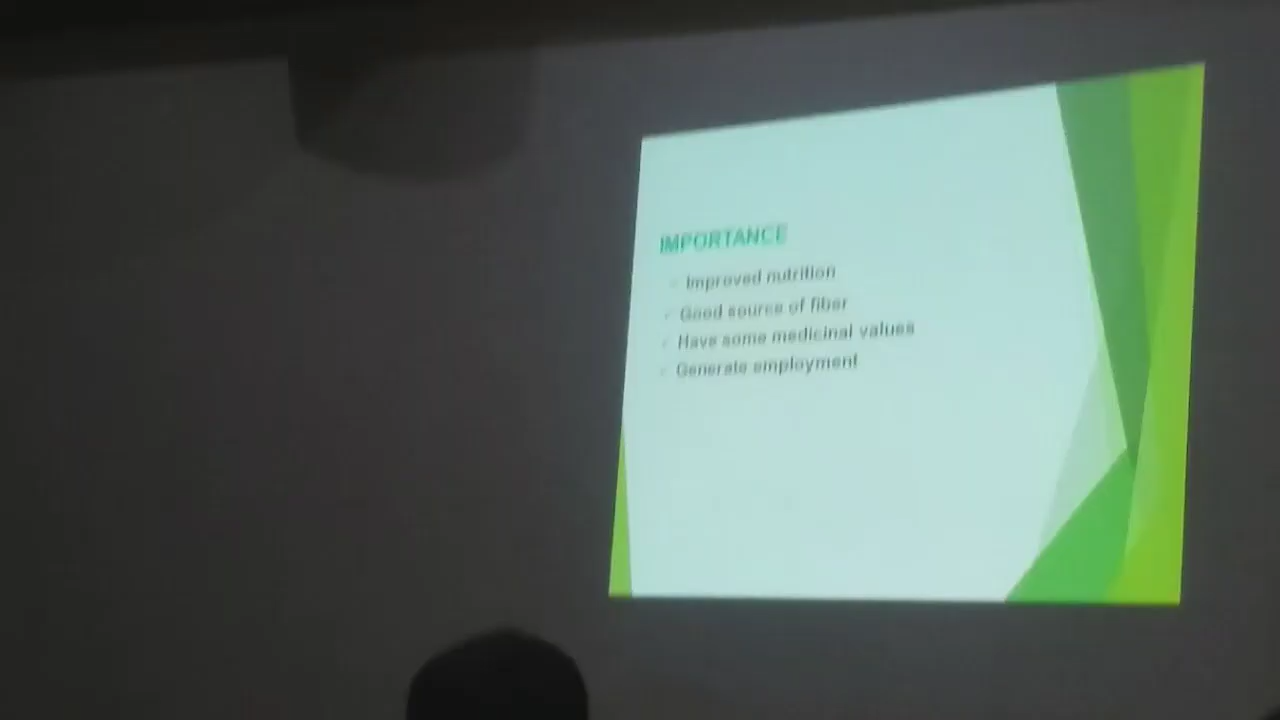 IMPORTANCE
Improved nutrition
Good source of fiber
Have some medicinal values
Generate employment